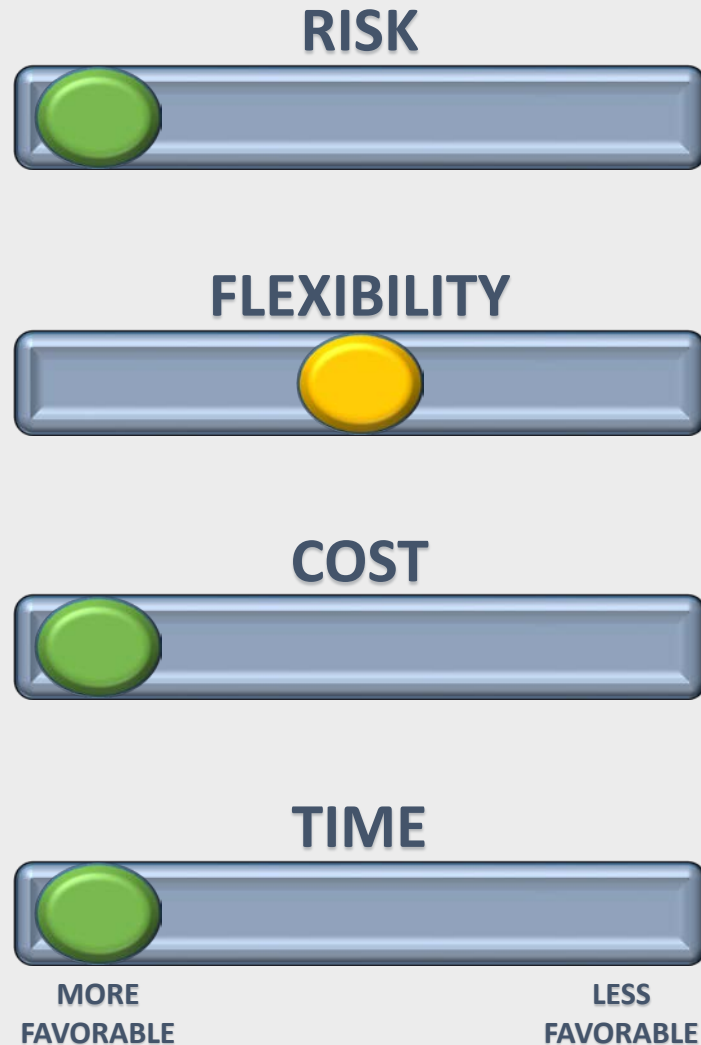 RISK
FLEXIBILITY
COST
TIME
MORE
FAVORABLE
LESS
FAVORABLE